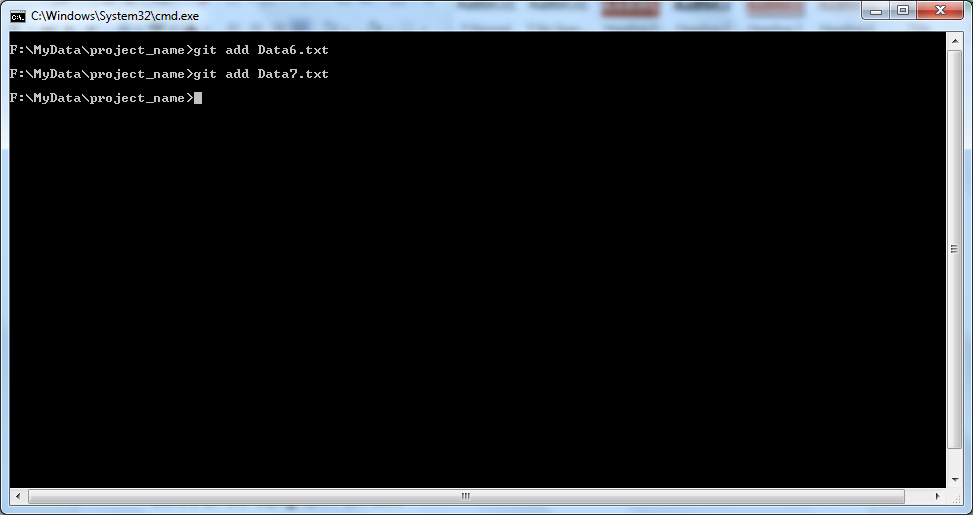 C:\Windows\System32\cmd.exe
F:\MyData\project_name>git add Data6.txt
F:\MyData\project_name>git add Data7.txt
F:\MyData\project_name>